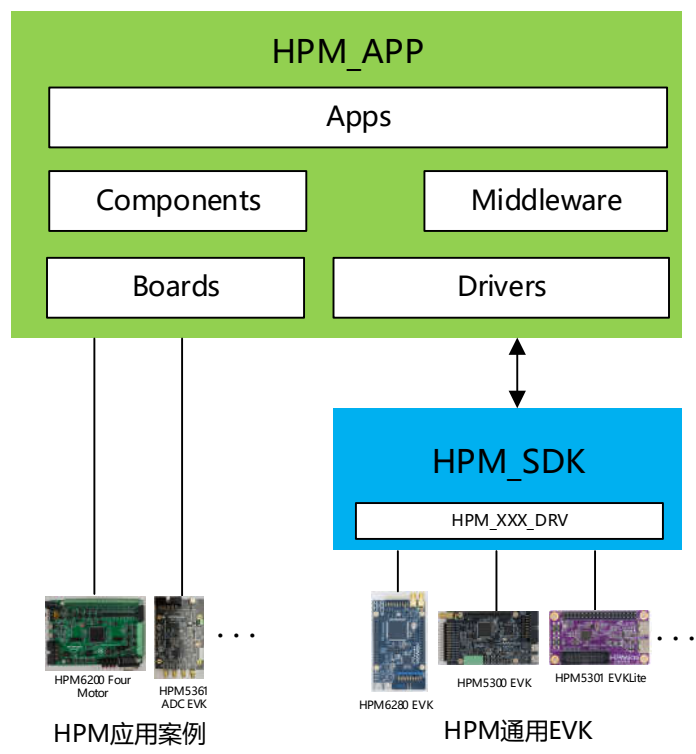 HPM_APP
Apps
Components
Middleware
Boards
Drivers
HPM_SDK
HPM_XXX_DRV
HPM6200 Four
Motor
HPM5361
ADC EVK
...
HPM6280 EVK
HPM5300 EVK
HPM5301 EVKLite
...
HPM应用案例
HPM通用EVK